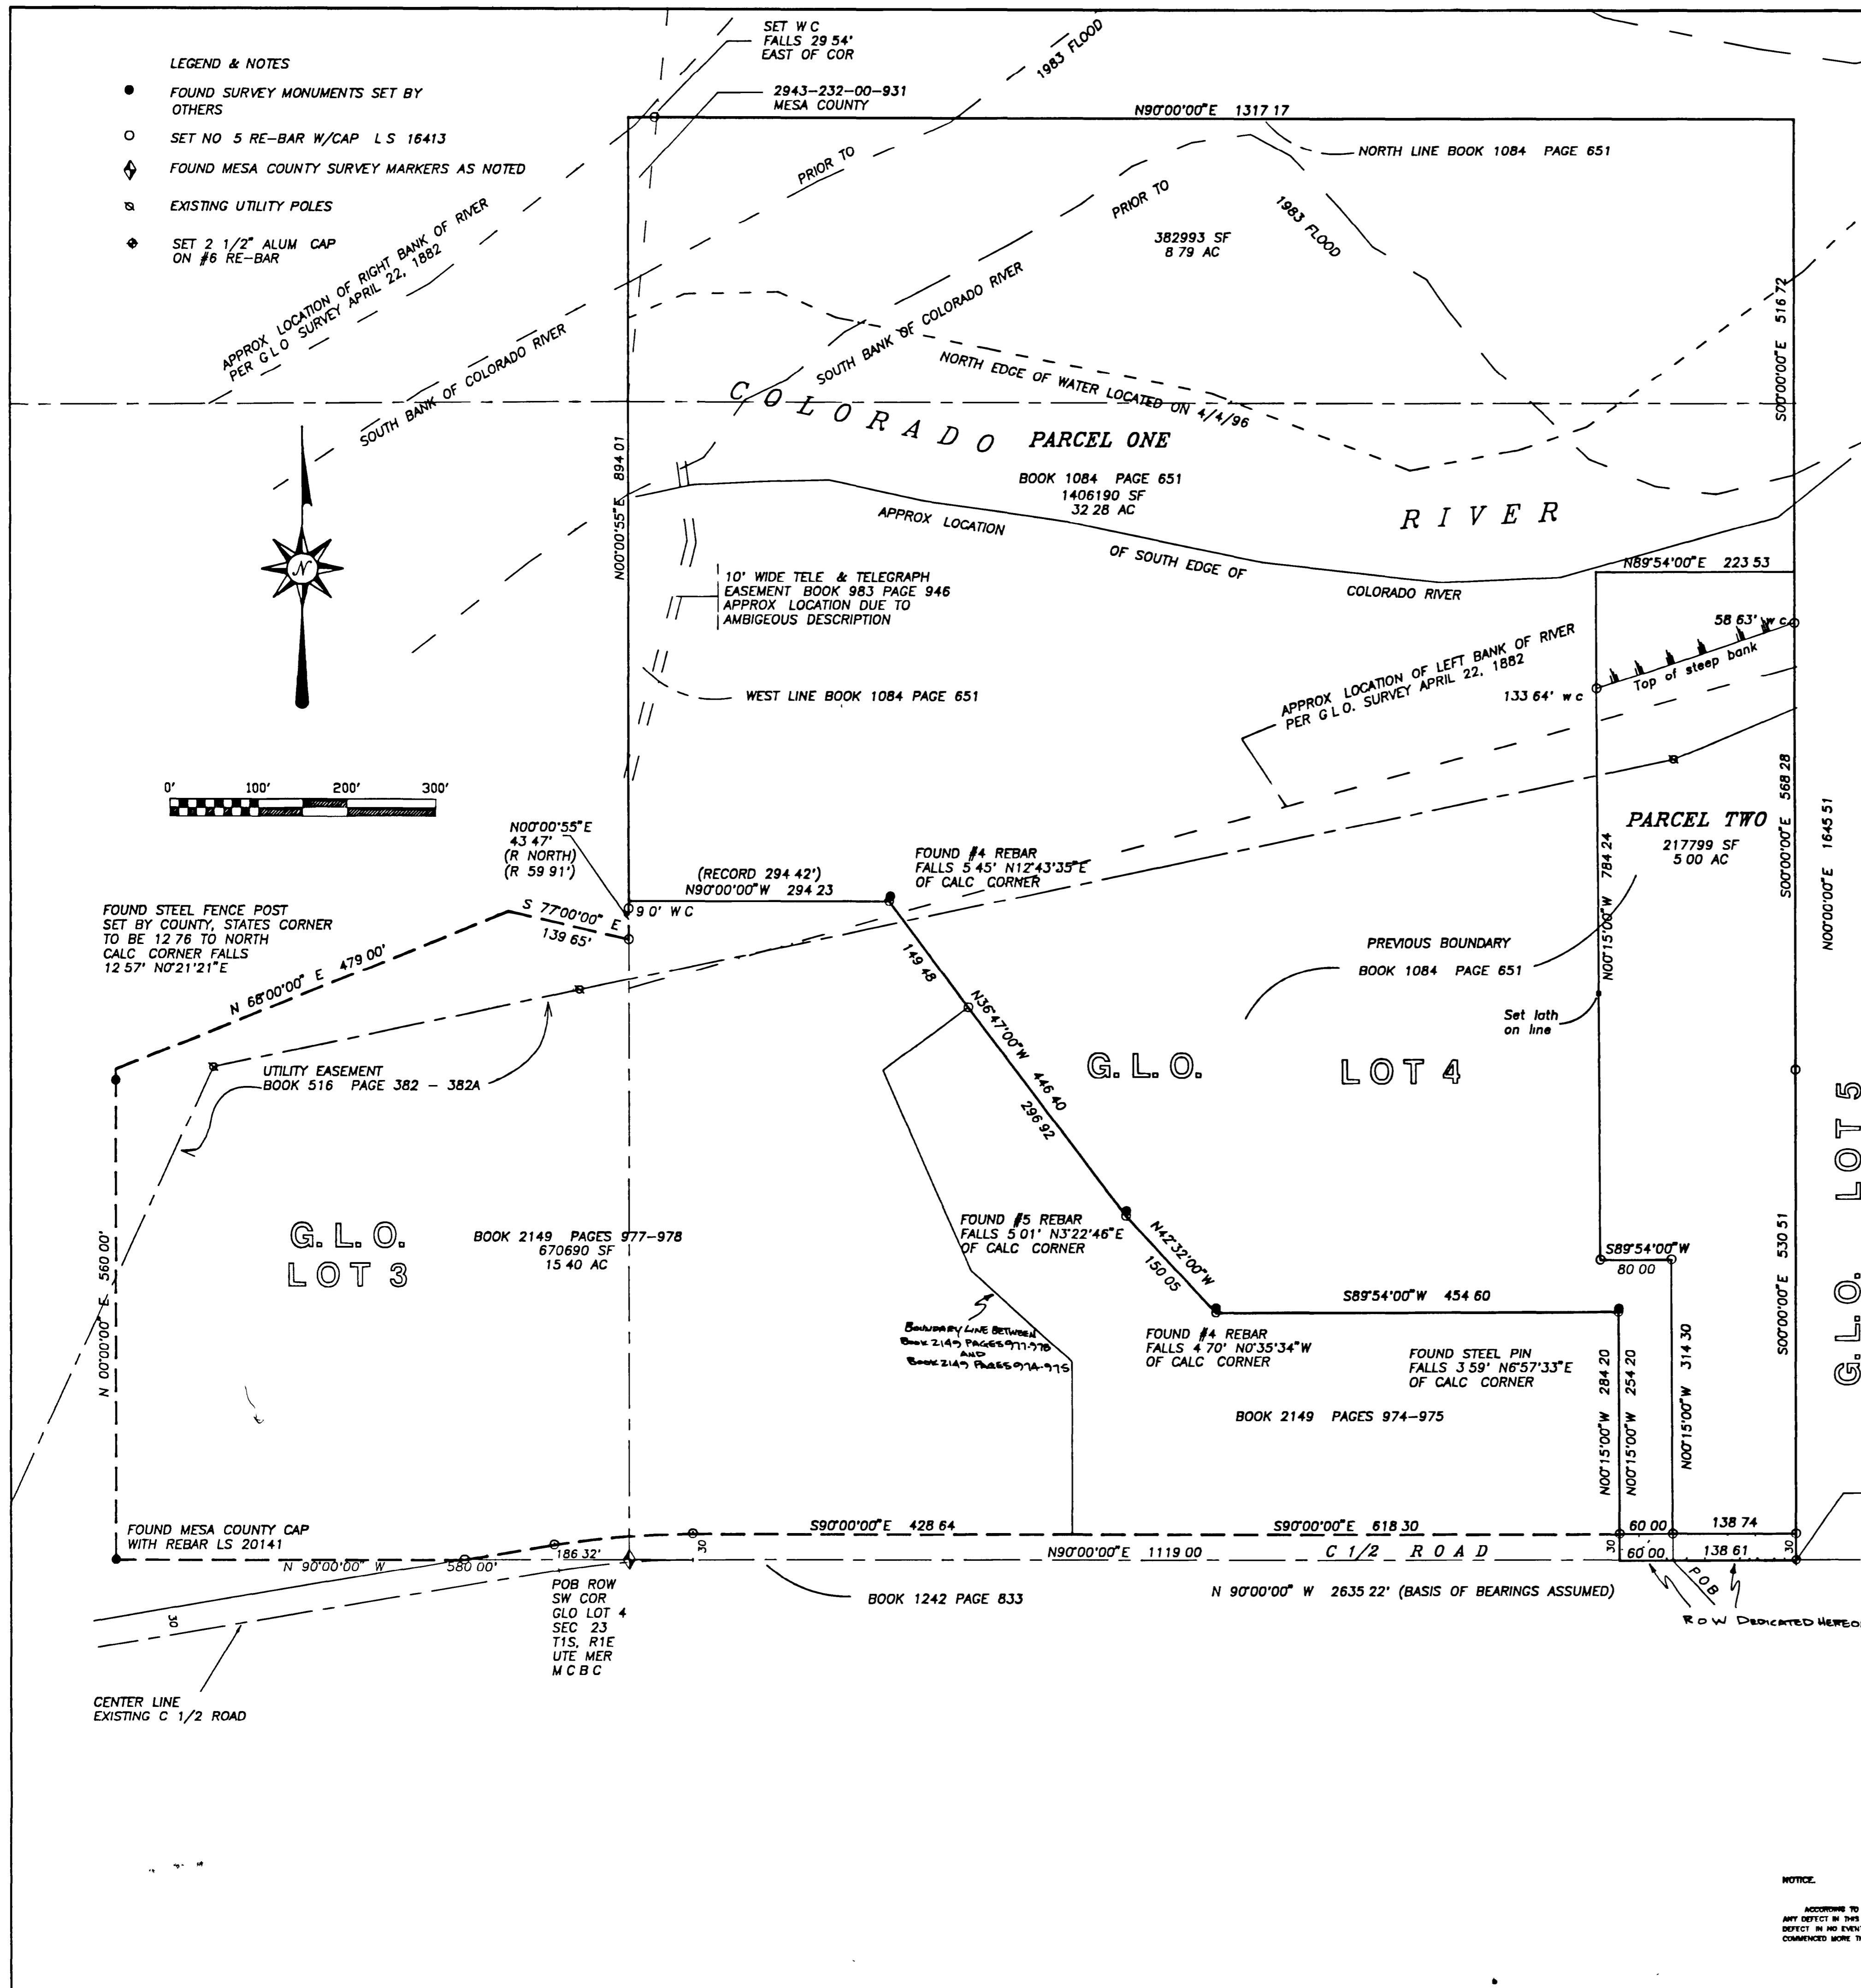 LEGEND & NOTES
FOUND SURVEY MONUMENTS SET BY
OTHERS
SET NO 5 RE-BAR W/CAP L S 16413
FOUND MESA COUNTY SURVEY MARKERS AS NOTED
EXISTING UTILITY POLES
SET 2 1/2" ALUM CAP
ON #6 RE-BAR
SET W C
FALLS 29 54'
EAST OF COR
2943-232-00-931
MESA COUNTY
PRIOR TO
1983 FLOOD
N90°00'00"E 1317 17
NORTH LINE BOOK 1084 PAGE 651
PRIOR TO
1983 FLOOD
382993 SF
8 79 AC
APPROX LOCATION OF RIGHT BANK OF RIVER
PER G L O SURVEY APRIL 22, 1882
SOUTH BANK OF COLORADO RIVER
SOUTH BANK OF COLORADO RIVER
NORTH EDGE OF WATER LOCATED ON 4/4/96
S00°00'00"E 516 72
COLORADO
RIVER
PARCEL ONE
BOOK 1084 PAGE 651
1406190 SF
32 28 AC
N00°00'55"E 894 01
APPROX LOCATION
OF SOUTH EDGE OF
COLORADO RIVER
N
10' WIDE TELE & TELEGRAPH
EASEMENT BOOK 983 PAGE 946
APPROX LOCATION DUE TO
AMBIGEOUS DESCRIPTION
N89°54'00"E 223 53
58 63' w c
Top of steep bank
133 64' w c
APPROX LOCATION OF LEFT BANK OF RIVER
PER G L O. SURVEY APRIL 22, 1882
WEST LINE BOOK 1084 PAGE 651
0' 100' 200' 300'
N00°00'55"E
43 47'
(R NORTH)
(R 59 91')
(RECORD 294 42')
N90°00'00"W 294 23
9 0' W C
FOUND #4 REBAR
FALLS 5 45' N12°43'35"E
OF CALC CORNER
PARCEL TWO
217799 SF
5 00 AC
N00°15'00"W 784 24
S00°00'00"E 568 28
N00°00'00"E 1645 51
FOUND STEEL FENCE POST
SET BY COUNTY, STATES CORNER
TO BE 12 76 TO NORTH
CALC CORNER FALLS
12 57' N0°21'21"E
S 77°00'00" E
139 65'
N 68°00'00" E 479 00'
149 48
N36°47'00"W 446 40
296 92
PREVIOUS BOUNDARY
BOOK 1084 PAGE 651
Set lath
on line
UTILITY EASEMENT
BOOK 516 PAGE 382 - 382A
G. L. O. LOT 4
G. L. O. LOT 5
G. L. O.
LOT 3
N 00°00'00" E 560 00'
BOOK 2149 PAGES 977-978
670690 SF
15 40 AC
FOUND #5 REBAR
FALLS 5 01' N3°22'46"E
OF CALC CORNER
N42°32'00"W
150 05
S89°54'00"W
80 00
S89°54'00"W 454 60
S00°00'00"E 530 51
BOUNDARY LINE BETWEEN
BOOK 2149 PAGES 977-978
AND
BOOK 2149 PAGES 974-975
FOUND #4 REBAR
FALLS 4 70' N0°35'34"W
OF CALC CORNER
FOUND STEEL PIN
FALLS 3 59' N6°57'33"E
OF CALC CORNER
BOOK 2149 PAGES 974-975
N00°15'00"W 284 20
N00°15'00"W 254 20
N00°15'00"W 314 30
FOUND MESA COUNTY CAP
WITH REBAR LS 20141
N 90°00'00" W 580 00'
186 32'
S90°00'00"E 428 64
30
S90°00'00"E 618 30
60 00
138 74
N90°00'00"E 1119 00
C 1/2 ROAD
30
60 00
138 61
30
POB ROW
SW COR
GLO LOT 4
SEC 23
T1S, R1E
UTE MER
M C B C
BOOK 1242 PAGE 833
N 90°00'00" W 2635 22' (BASIS OF BEARINGS ASSUMED)
P O B
R O W DEDICATED HEREO
30
CENTER LINE
EXISTING C 1/2 ROAD
NOTICE.
ACCORDING TO
ANY DEFECT IN THIS
DEFECT IN NO EVENT
COMMENCED MORE TH